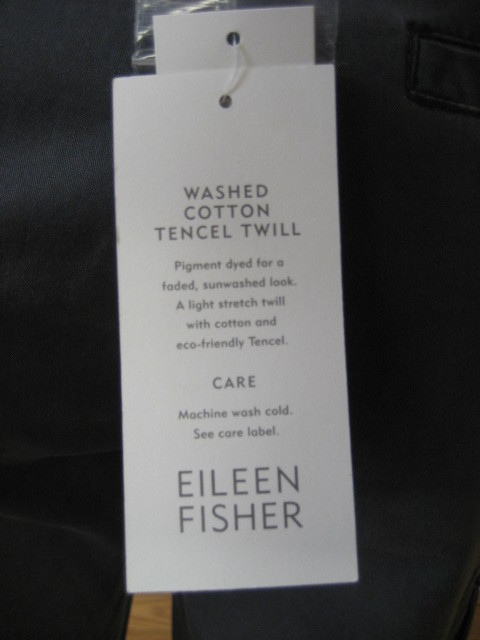 WASHED
COTTON
TENCEL TWILL
Pigment dyed for a
faded, sunwashed look.
A light stretch twill
with cotton and
eco-friendly Tencel.
CARE
Machine wash cold.
See care label.
EILEEN
FISHER